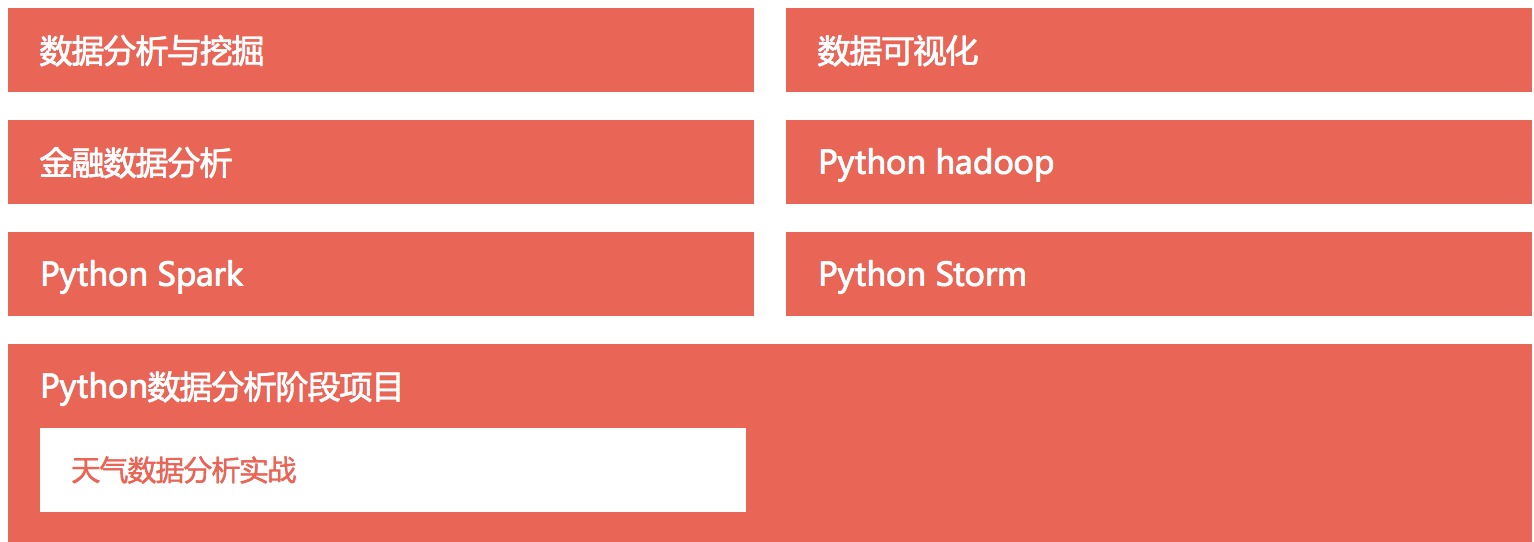 数据分析与挖掘
数据可视化
金融数据分析
Python hadoop
Python Spark
Python Storm
Python数据分析阶段项目
天气数据分析实战